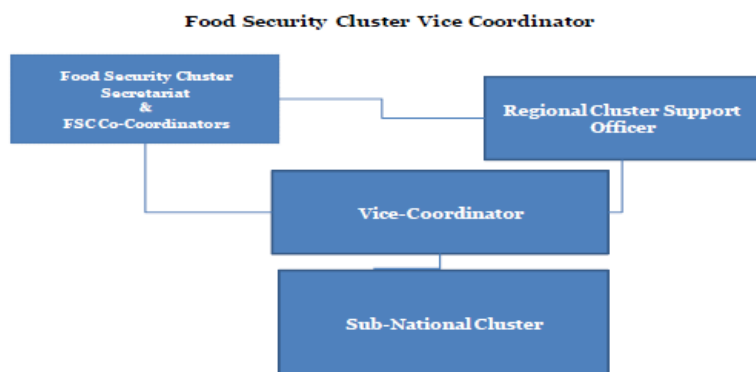 Food Security Cluster Vice Coordinator
Food Security Cluster
Secretariat
&
FSC Co-Coordinators
Regional Cluster Support
Officer
Vice-Coordinator
Sub-National Cluster